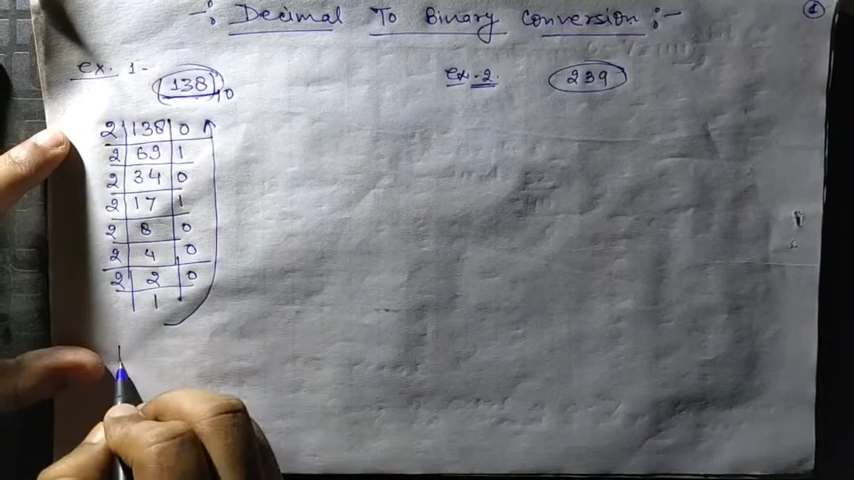 -: Decimal To Binary Conversion :-
1
ex. 1- 138 10
ex.-2. 239
2 138 0
2 69 1
2 34 0
2 17 1
2 8 0
2 4 0
2 2 0
1